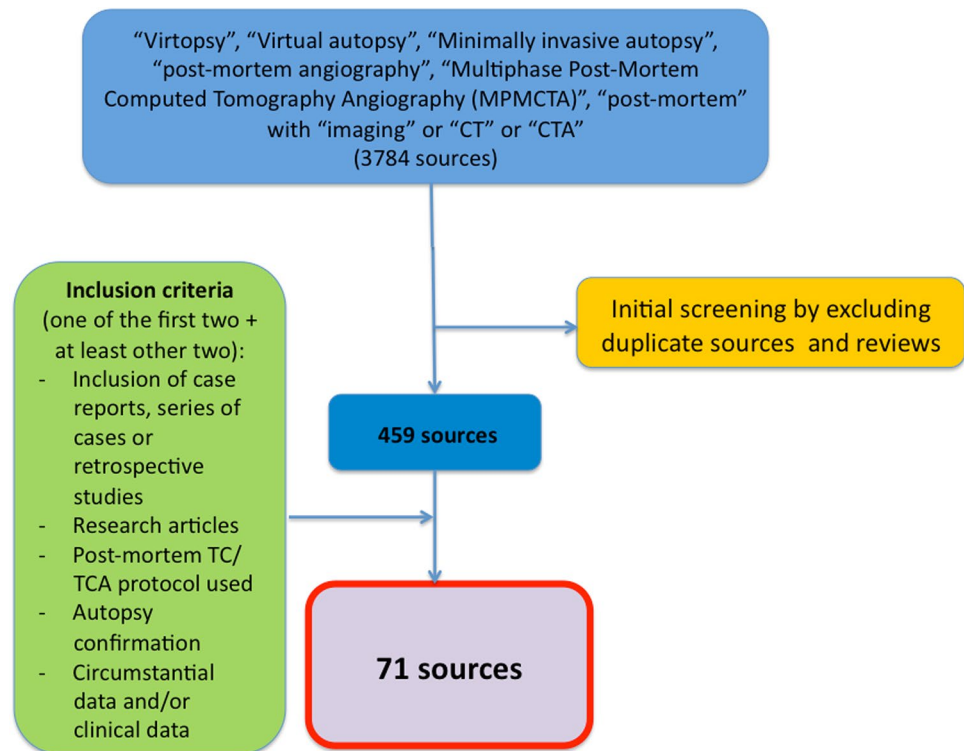 “Virtopsy”, “Virtual autopsy”, “Minimally invasive autopsy”,
“post-mortem angiography”, “Multiphase Post-Mortem
Computed Tomography Angiography (MPMCTA)”, “post-mortem”
with “imaging” or “CT” or “CTA”
(3784 sources)
Initial screening by excluding
duplicate sources and reviews
459 sources
Inclusion criteria
(one of the first two +
at least other two):
- Inclusion of case
reports, series of
cases or
retrospective
studies
- Research articles
- Post-mortem TC/
TCA protocol used
- Autopsy
confirmation
- Circumstantial
data and/or
clinical data
71 sources